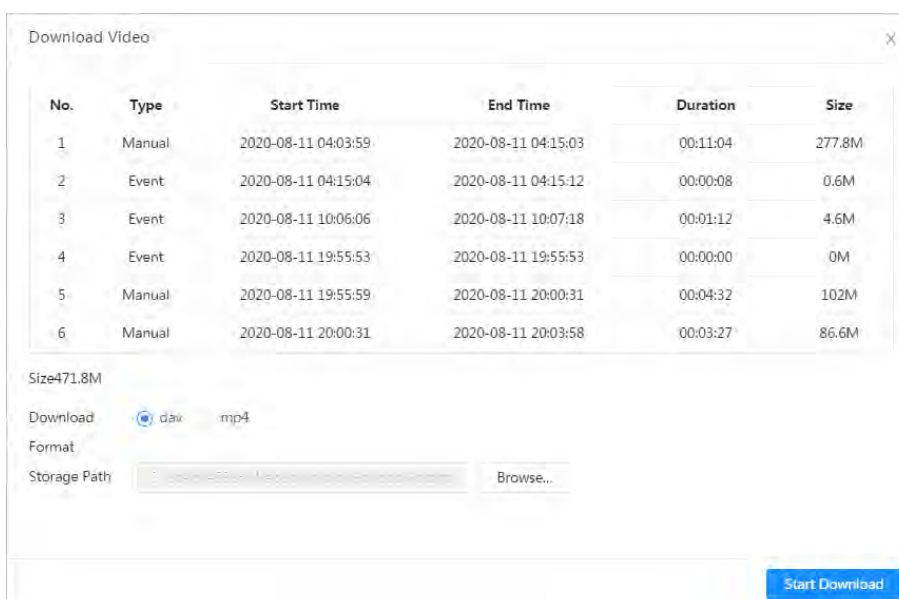 Download Video
No. Type Start Time End Time Duration Size
1 Manual 2020-08-11 04:03:59 2020-08-11 04:15:03 00:11:04 277.8M
2 Event 2020-08-11 04:15:04 2020-08-11 04:15:12 00:00:08 0.6M
3 Event 2020-08-11 10:06:06 2020-08-11 10:07:18 00:01:12 4.6M
4 Event 2020-08-11 19:55:53 2020-08-11 19:55:53 00:00:00 0M
5 Manual 2020-08-11 19:55:59 2020-08-11 20:00:31 00:04:32 102M
6 Manual 2020-08-11 20:00:31 2020-08-11 20:03:58 00:03:27 86.6M
Size471.8M
Download dav mp4
Format
Storage Path Browse...
Start Download